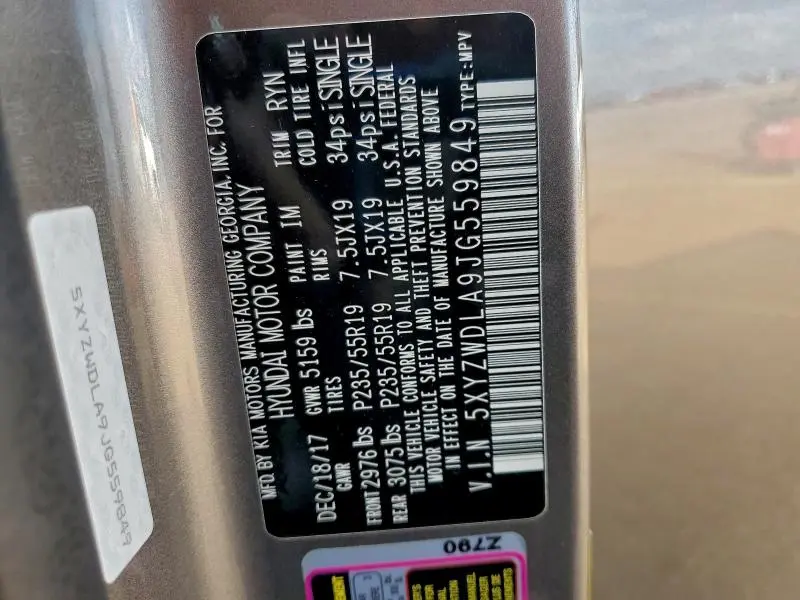 MFD. BY KIA MOTORS MANUFACTURING GEORGIA, INC. FOR
HYUNDAI MOTOR COMPANY
DEC/18/17 GVWR 5159 lbs PAINT IM TRIM RYN
GAWR TIRES RIMS COLD TIRE INFL
FRONT 2976 lbs P235/55R19 7.5JX19 34psi SINGLE
REAR 3075 lbs P235/55R19 7.5JX19 34psi SINGLE
THIS VEHICLE CONFORMS TO ALL APPLICABLE U.S.A. FEDERAL
MOTOR VEHICLE SAFETY AND THEFT PREVENTION STANDARDS
IN EFFECT ON THE DATE OF MANUFACTURE SHOWN ABOVE
V.I.N 5XYZWDLA9JG559849 TYPE:MPV
5XYZWDLA9JG559849
Z790